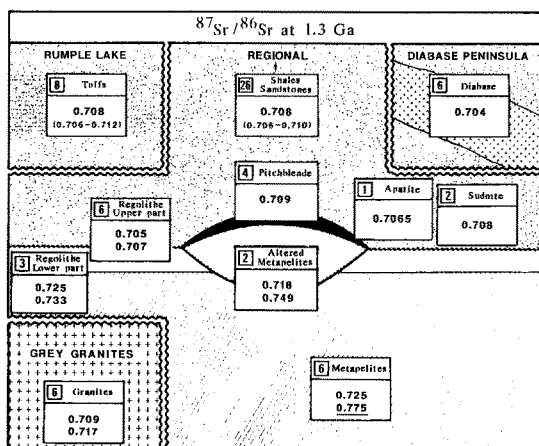 87Sr/86Sr at 1.3 Ga
RUMPLE LAKE
REGIONAL
DIABASE PENINSULA
8 Toffs
0.708
(0.706-0.712)
26 Shales
Sandstones
0.708
(0.706-0.710)
6 Diabase
0.704
4 Pitchblende
0.709
1 Apatite
0.7065
2 Sudoite
0.708
6 Regolithe
Upper part
0.705
0.707
3 Regolithe
Lower part
0.725
0.733
2 Altered
Metapelites
0.718
0.749
GREY GRANITES
6 Granites
0.709
0.717
6 Metapelites
0.725
0.775